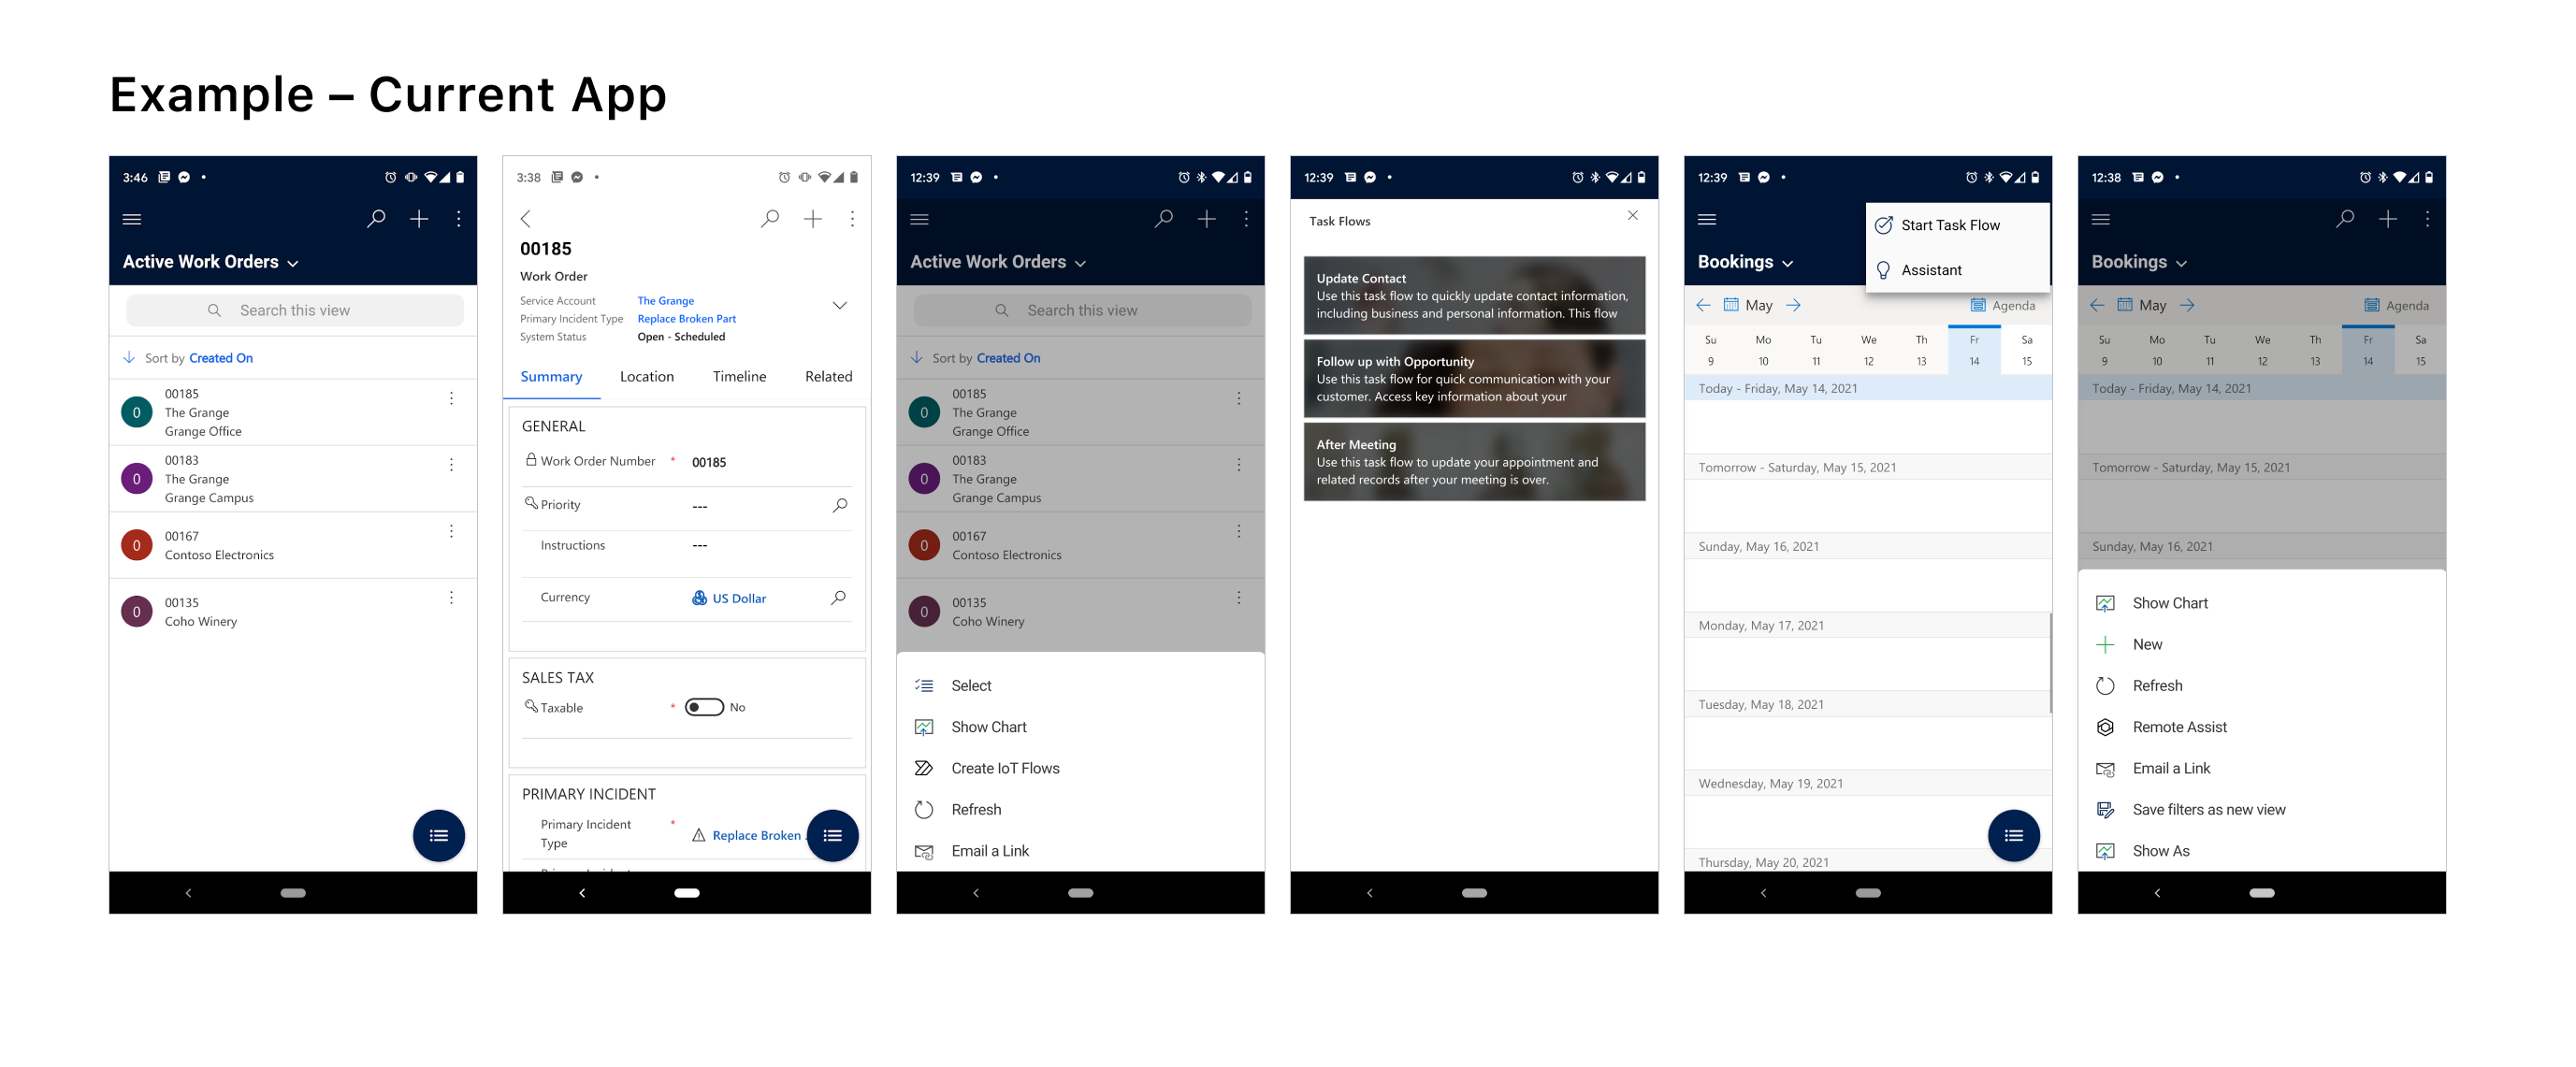 Example – Current App
3:46
Active Work Orders
Search this view
Sort by Created On
0
00185
The Grange
Grange Office
0
00183
The Grange
Grange Campus
0
00167
Contoso Electronics
0
00135
Coho Winery
3:38
00185
Work Order
Service Account The Grange
Primary Incident Type Replace Broken Part
System Status Open - Scheduled
Summary Location Timeline Related
GENERAL
Work Order Number * 00185
Priority ---
Instructions ---
Currency US Dollar
SALES TAX
Taxable * No
PRIMARY INCIDENT
Primary Incident Type * Replace Broken
12:39
Active Work Orders
Search this view
Sort by Created On
0
00185
The Grange
Grange Office
0
00183
The Grange
Grange Campus
0
00167
Contoso Electronics
0
00135
Coho Winery
Select
Show Chart
Create IoT Flows
Refresh
Email a Link
12:39
Task Flows
Update Contact
Use this task flow to quickly update contact information,
including business and personal information. This flow
Follow up with Opportunity
Use this task flow for quick communication with your
customer. Access key information about your
After Meeting
Use this task flow to update your appointment and
related records after your meeting is over.
12:39
Start Task Flow
Assistant
Bookings
May Agenda
Su Mo Tu We Th Fr Sa
9 10 11 12 13 14 15
Today - Friday, May 14, 2021
Tomorrow - Saturday, May 15, 2021
Sunday, May 16, 2021
Monday, May 17, 2021
Tuesday, May 18, 2021
Wednesday, May 19, 2021
Thursday, May 20, 2021
12:38
Bookings
May Agenda
Su Mo Tu We Th Fr Sa
9 10 11 12 13 14 15
Today - Friday, May 14, 2021
Tomorrow - Saturday, May 15, 2021
Sunday, May 16, 2021
Show Chart
New
Refresh
Remote Assist
Email a Link
Save filters as new view
Show As